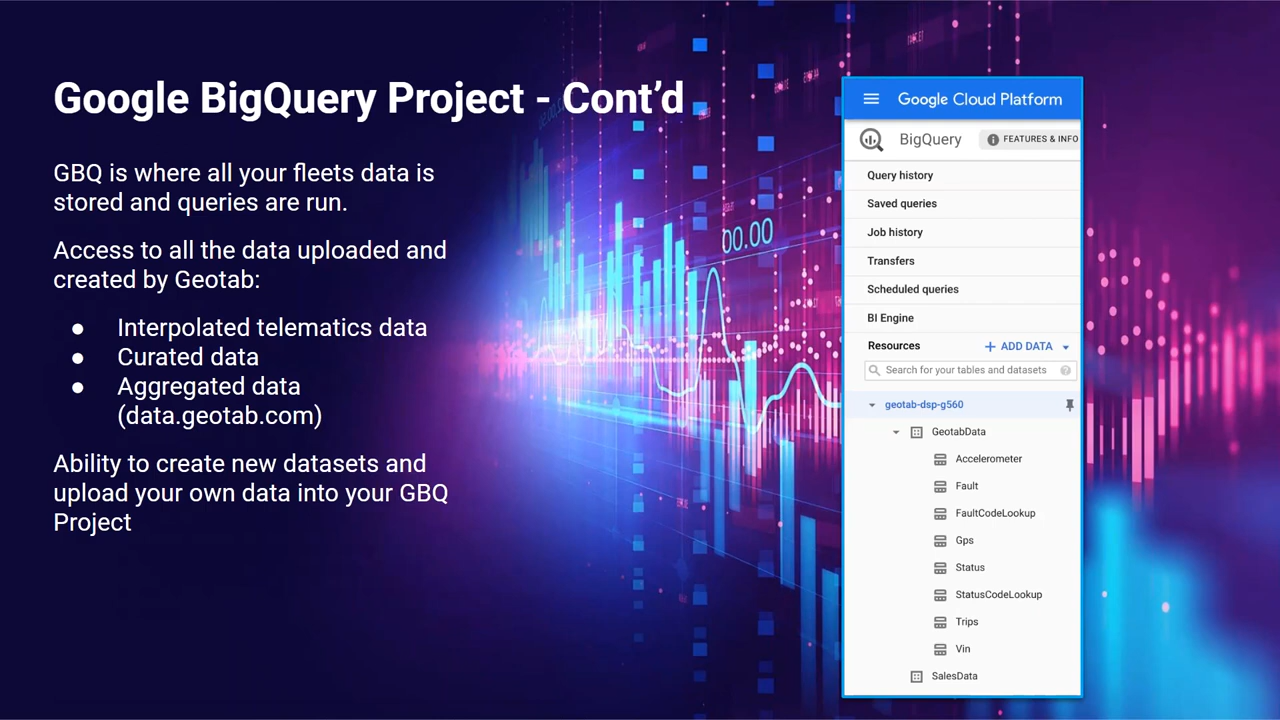 Google BigQuery Project - Cont’d
GBQ is where all your fleets data is
stored and queries are run.
Access to all the data uploaded and
created by Geotab:
● Interpolated telematics data
● Curated data
● Aggregated data
(data.geotab.com)
Ability to create new datasets and
upload your own data into your GBQ
Project
00.00
Google Cloud Platform
BigQuery
FEATURES & INFO
Query history
Saved queries
Job history
Transfers
Scheduled queries
BI Engine
Resources
+ ADD DATA
Search for your tables and datasets
geotab-dsp-g560
GeotabData
Accelerometer
Fault
FaultCodeLookup
Gps
Status
StatusCodeLookup
Trips
Vin
SalesData